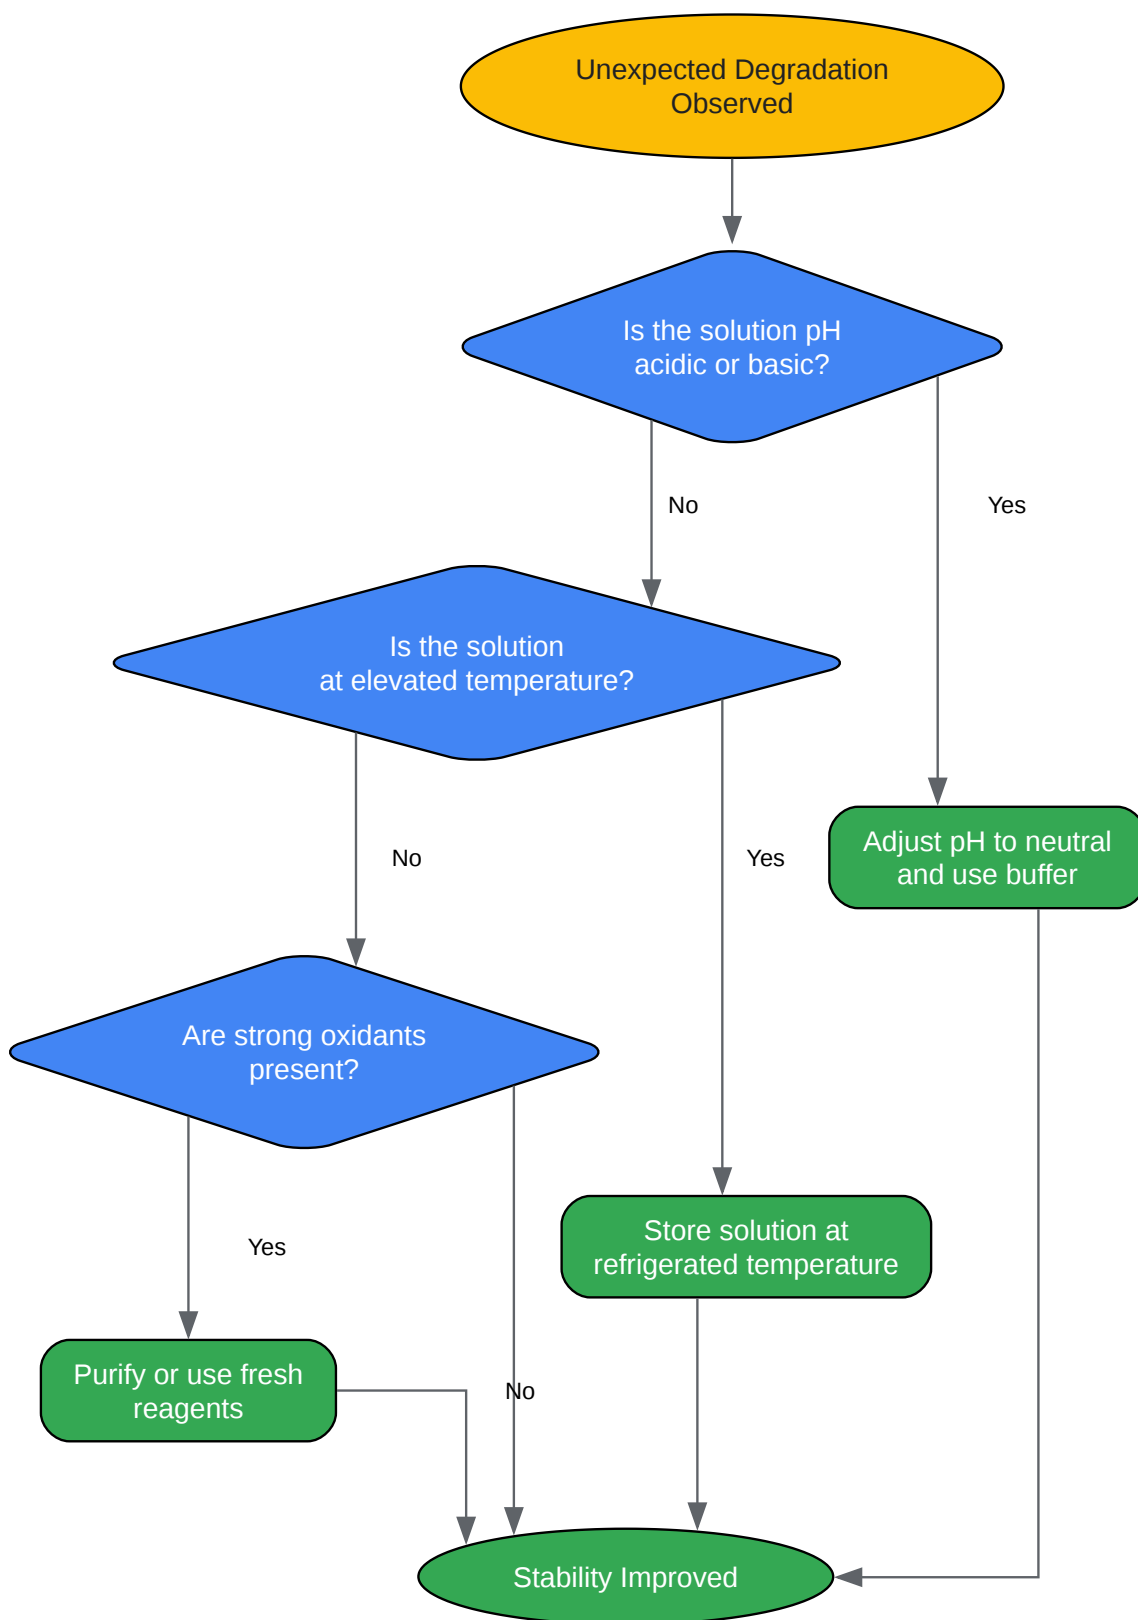 Unexpected Degradation
Observed
Is the solution pH
acidic or basic?
No
Yes
Is the solution
at elevated temperature?
Adjust pH to neutral
and use buffer
No
Yes
Are strong oxidants
present?
Store solution at
refrigerated temperature
Yes
Purify or use fresh
reagents
No
Stability Improved